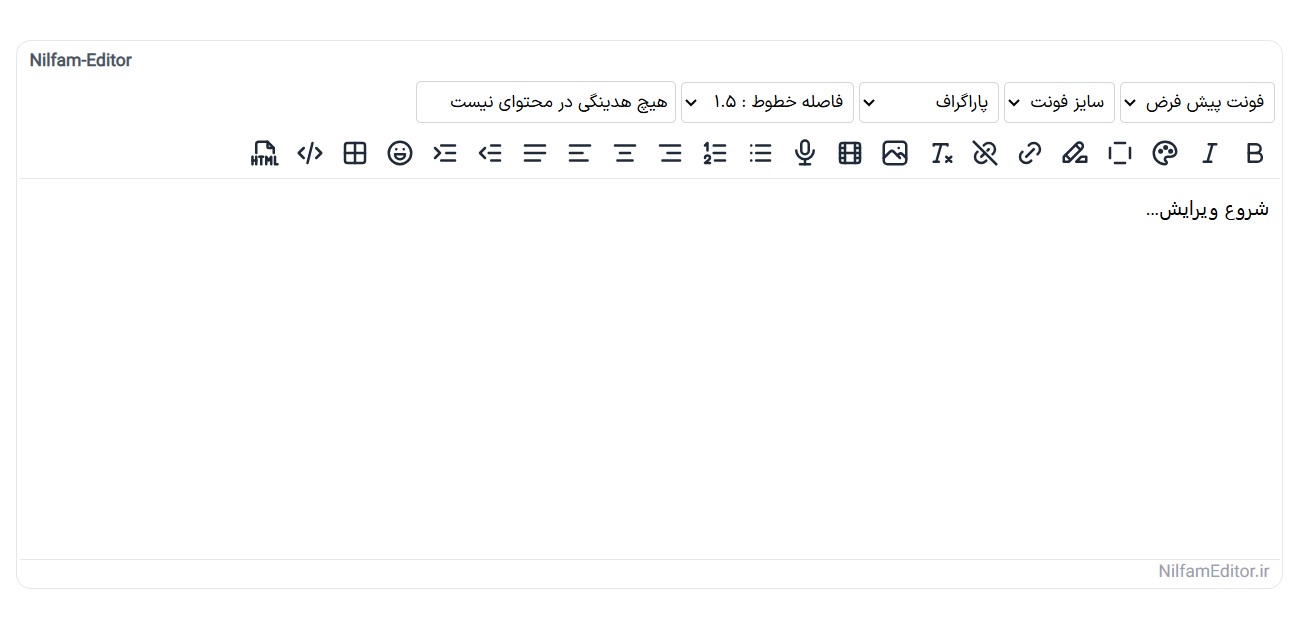 Nilfam-Editor
فونت پیش فرض سایز فونت پاراگراف فاصله خطوط : ۱.۵ هیچ هدینگی در محتوای نیست
B I Tx HTML
شروع ویرایش...
NilfamEditor.ir